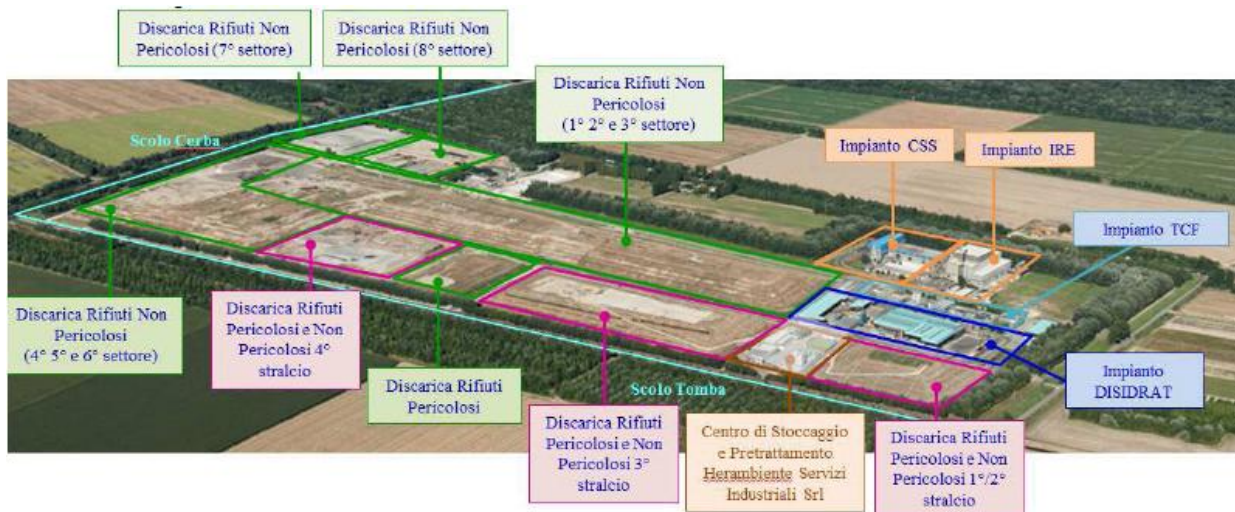 Discarica Rifiuti Non
Pericolosi (7° settore)
Discarica Rifiuti Non
Pericolosi (8° settore)
Discarica Rifiuti Non
Pericolosi
(1° 2° e 3° settore)
Impianto CSS
Impianto IRE
Scolo Cerba
Impianto TCF
Discarica Rifiuti Non
Pericolosi
(4° 5° e 6° settore)
Discarica Rifiuti
Pericolosi e Non
Pericolosi 4°
stralcio
Discarica Rifiuti
Pericolosi
Scolo Tomba
Discarica Rifiuti
Pericolosi e Non
Pericolosi 3°
stralcio
Centro di Stoccaggio
e Pretrattamento
Herambiente Servizi
Industriali Srl
Discarica Rifiuti
Pericolosi e Non
Pericolosi 1°/2°
stralcio
Impianto
DISIDRAT